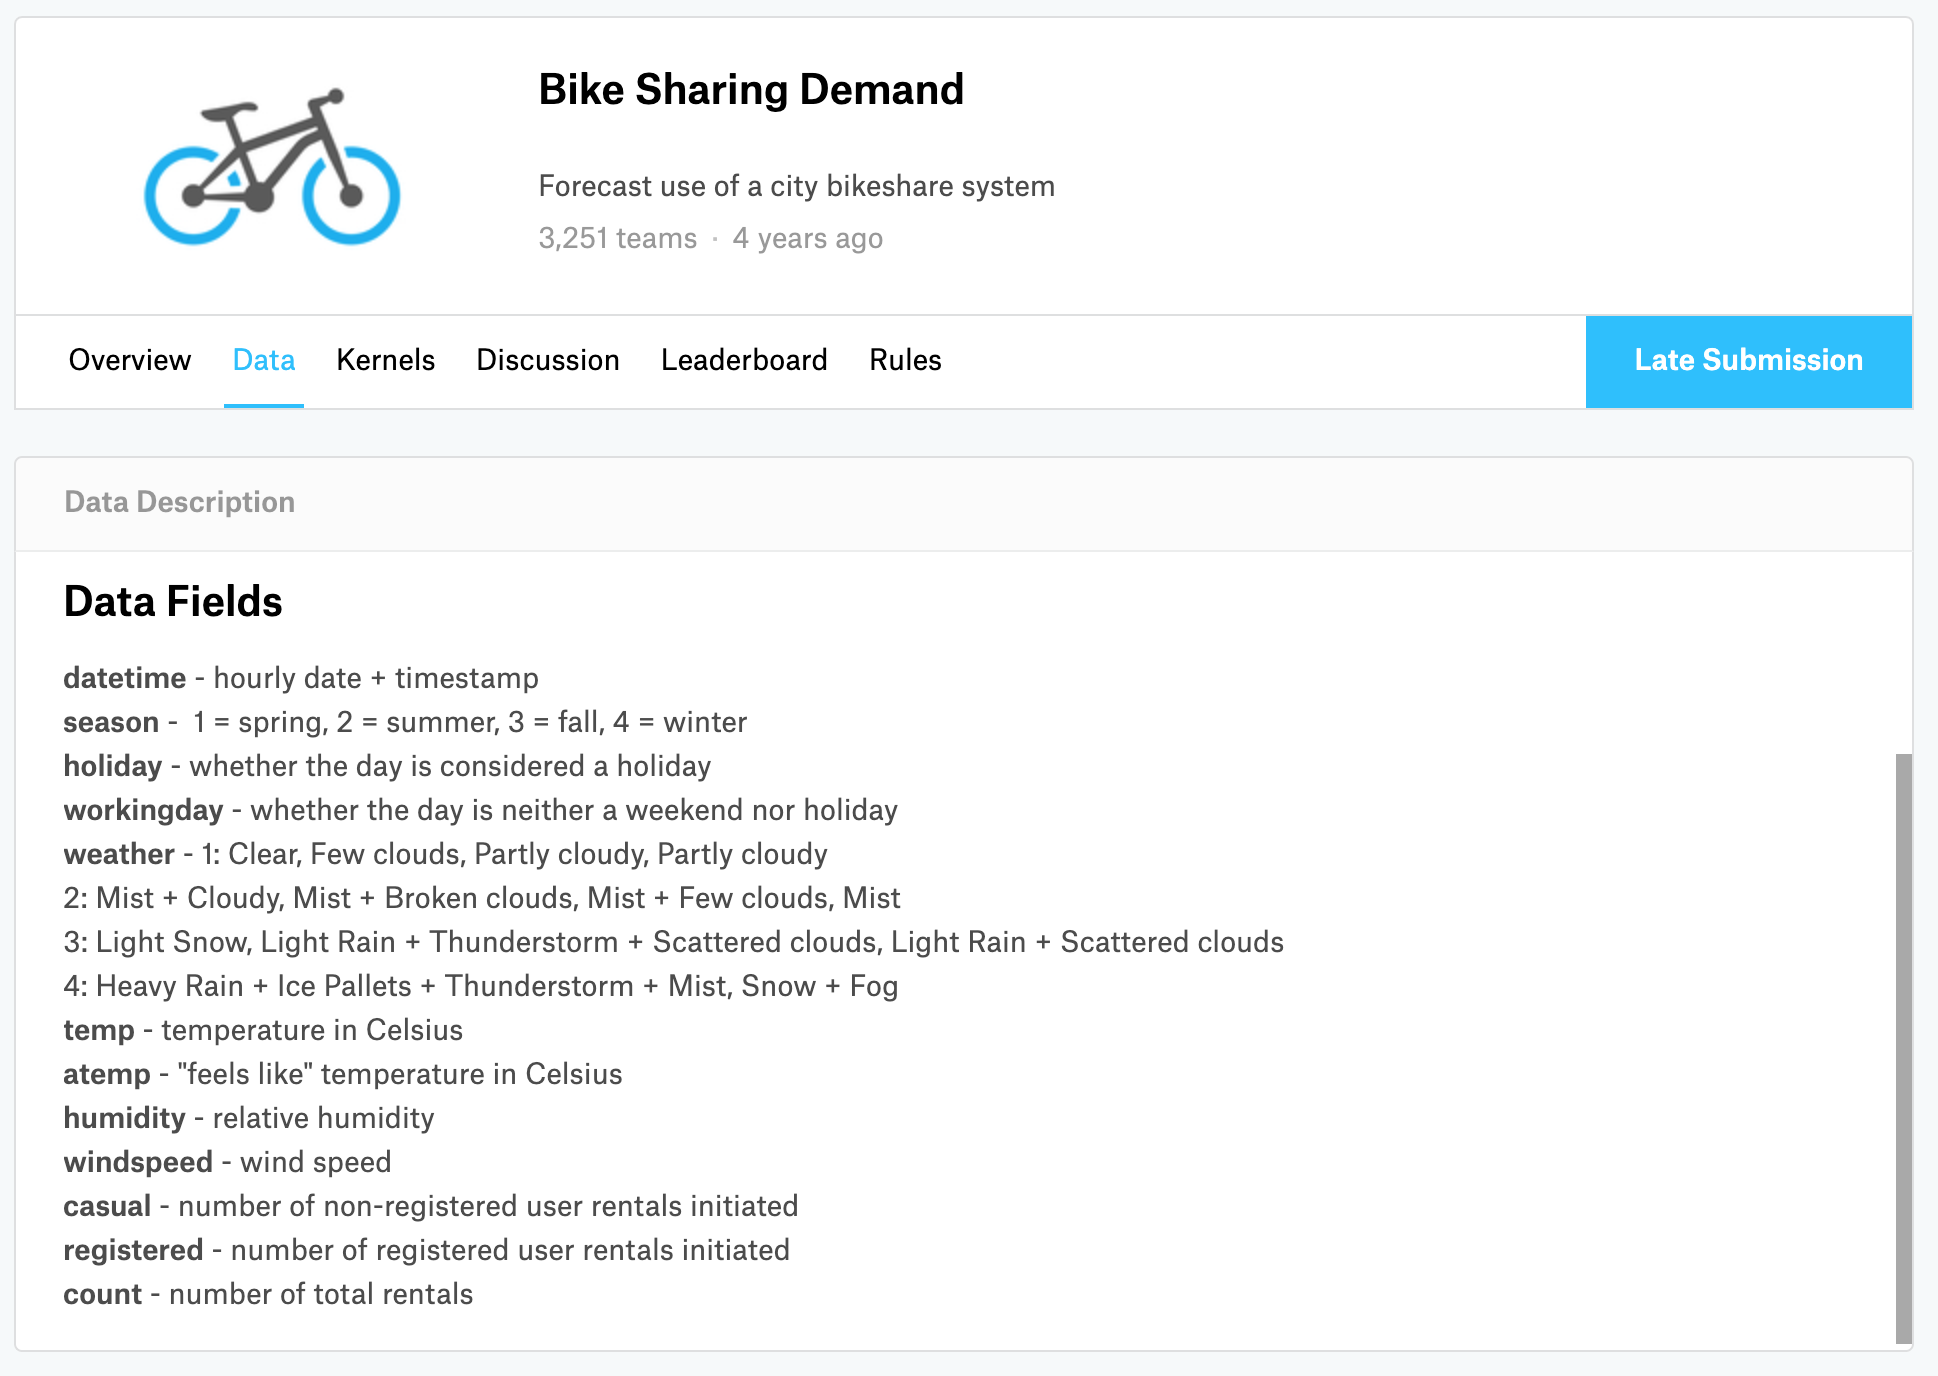 Bike Sharing Demand
Forecast use of a city bikeshare system
3,251 teams · 4 years ago
Overview Data Kernels Discussion Leaderboard Rules Late Submission
Data Description
Data Fields
datetime - hourly date + timestamp
season -  1 = spring, 2 = summer, 3 = fall, 4 = winter
holiday - whether the day is considered a holiday
workingday - whether the day is neither a weekend nor holiday
weather - 1: Clear, Few clouds, Partly cloudy, Partly cloudy
2: Mist + Cloudy, Mist + Broken clouds, Mist + Few clouds, Mist
3: Light Snow, Light Rain + Thunderstorm + Scattered clouds, Light Rain + Scattered clouds
4: Heavy Rain + Ice Pallets + Thunderstorm + Mist, Snow + Fog
temp - temperature in Celsius
atemp - "feels like" temperature in Celsius
humidity - relative humidity
windspeed - wind speed
casual - number of non-registered user rentals initiated
registered - number of registered user rentals initiated
count - number of total rentals